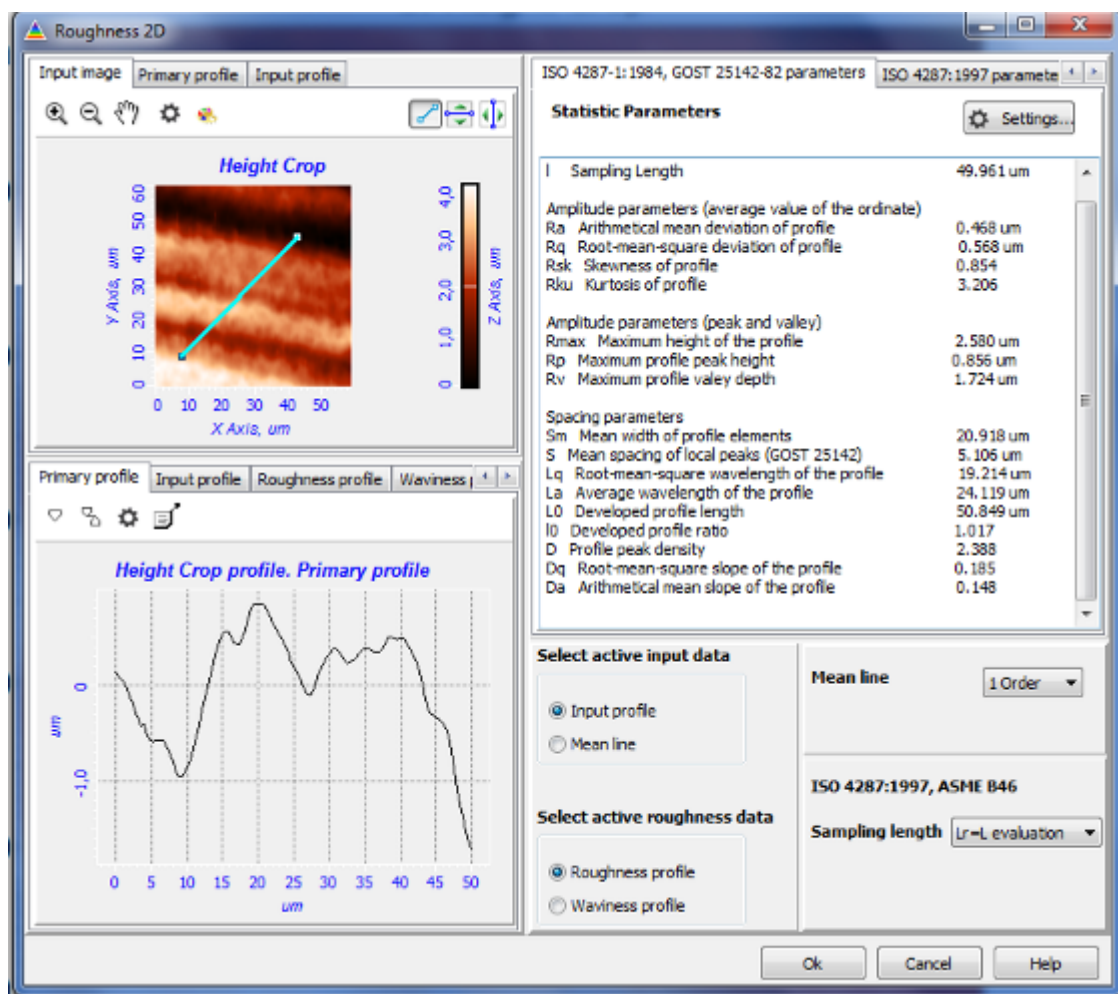 Roughness 2D
Input image Primary profile Input profile
Height Crop
4,0
3,0
2,0
1,0
0
Z Axis, um
60
50
40
30
20
10
0
Y Axis, um
0 10 20 30 40 50
X Axis, um
Primary profile Input profile Roughness profile Waviness
Height Crop profile. Primary profile
0
-1,0
um
0 5 10 15 20 25 30 35 40 45 50
um
ISO 4287-1:1984, GOST 25142-82 parameters ISO 4287:1997 paramete
Statistic Parameters
Settings...
l Sampling Length 49.961 um
Amplitude parameters (average value of the ordinate)
Ra Arithmetical mean deviation of profile 0.468 um
Rq Root-mean-square deviation of profile 0.568 um
Rsk Skewness of profile 0.854
Rku Kurtosis of profile 3.206
Amplitude parameters (peak and valley)
Rmax Maximum height of the profile 2.580 um
Rp Maximum profile peak height 0.856 um
Rv Maximum profile valey depth 1.724 um
Spacing parameters
Sm Mean width of profile elements 20.918 um
S Mean spacing of local peaks (GOST 25142) 5.106 um
Lq Root-mean-square wavelength of the profile 19.214 um
La Average wavelength of the profile 24.119 um
L0 Developed profile length 50.849 um
l0 Developed profile ratio 1.017
D Profile peak density 2.388
Dq Root-mean-square slope of the profile 0.185
Da Arithmetical mean slope of the profile 0.148
Select active input data
Input profile
Mean line
Select active roughness data
Roughness profile
Waviness profile
Mean line 1 Order
ISO 4287:1997, ASME B46
Sampling length Lr=L evaluation
Ok Cancel Help